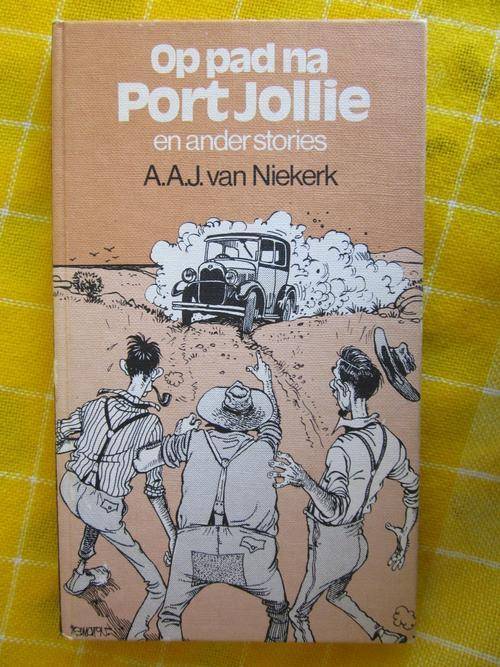 Op pad na
Port Jollie
en ander stories
A.A.J. van Niekerk